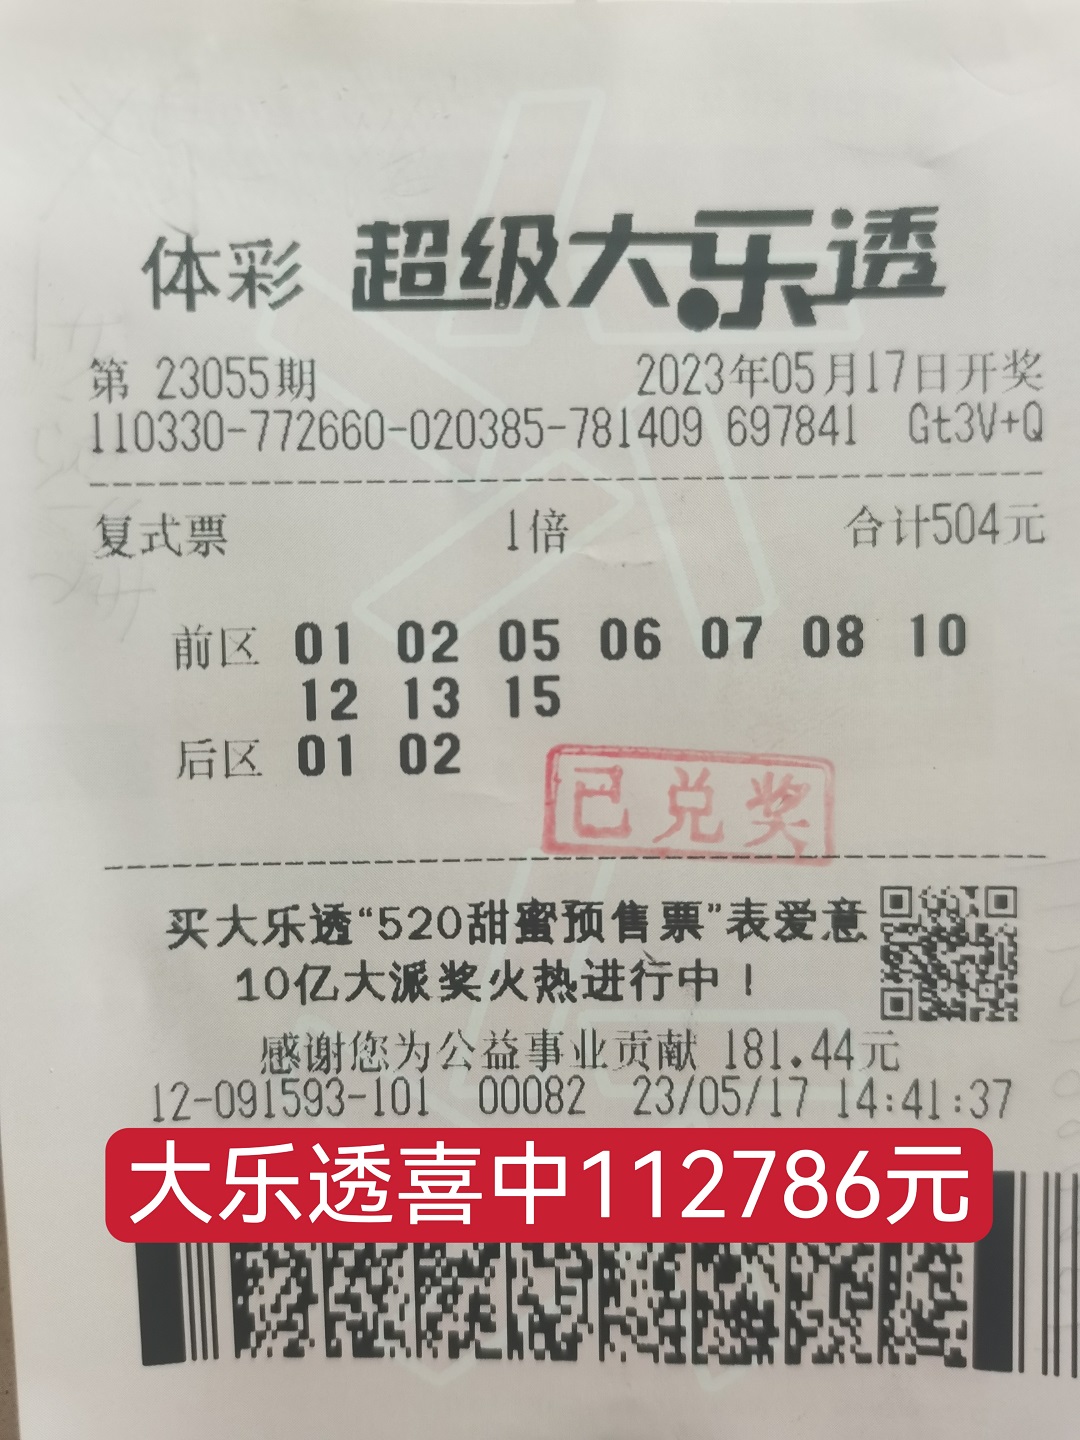 体彩 超级大乐透
第 23055期 2023年05月17日开奖
110330-772660-020385-781409 697841 Gt3V+Q
复式票 1倍 合计504元
前区 01 02 05 06 07 08 10
12 13 15
后区 01 02
已兑奖
买大乐透“520甜蜜预售票”表爱意
10亿大派奖火热进行中！
感谢您为公益事业贡献 181.44元
12-091593-101 00082 23/05/17 14:41:37
大乐透喜中112786元